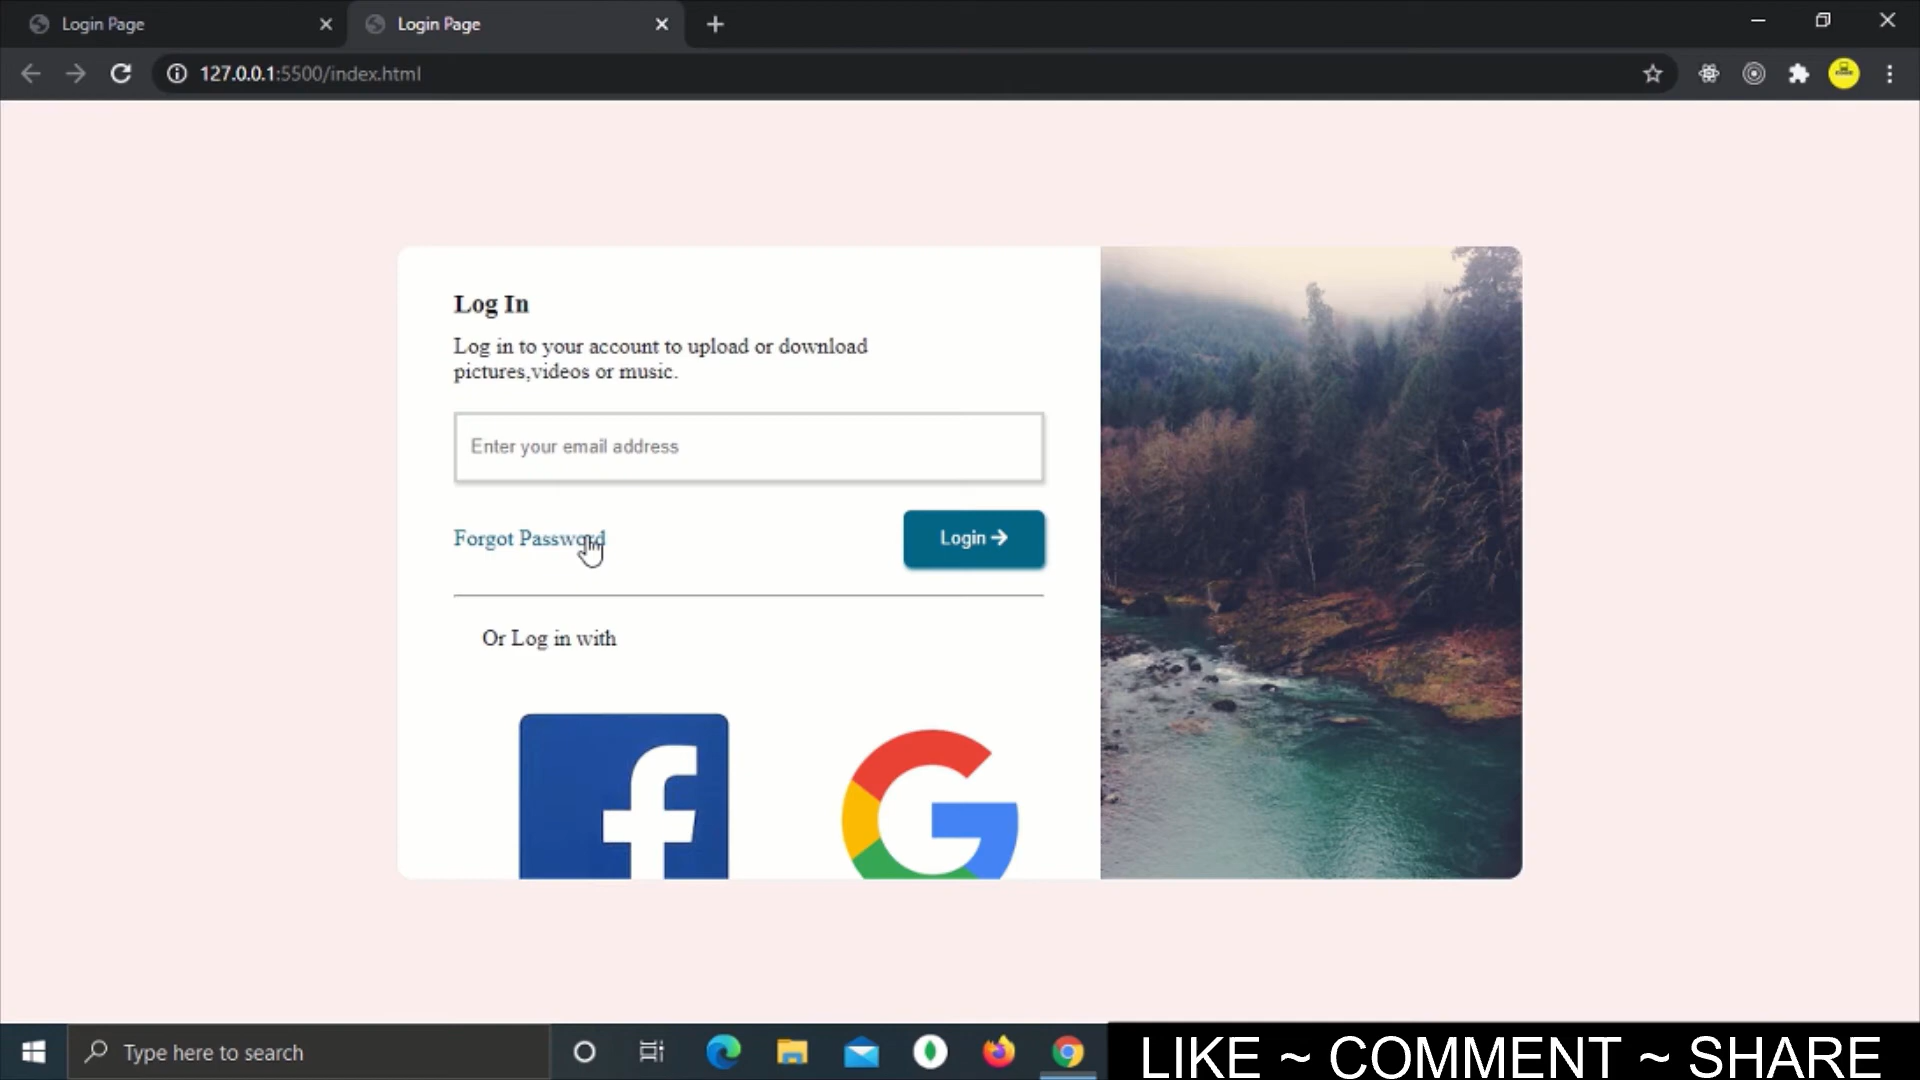 Login Page
Login Page
127.0.0.1:5500/index.html
Log In
Log in to your account to upload or download
pictures,videos or music.
Enter your email address
Forgot Password
Login
Or Log in with
Type here to search
LIKE ~ COMMENT ~ SHARE